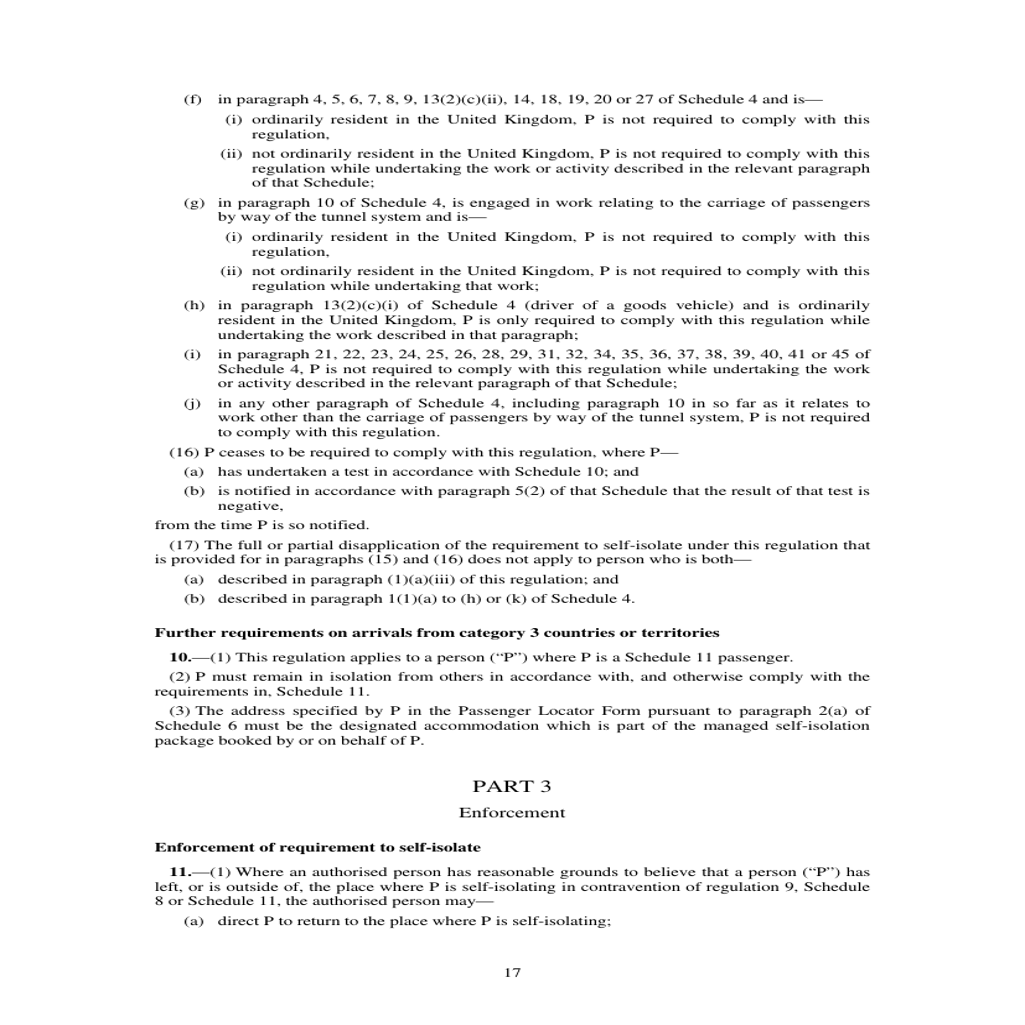 (f) in paragraph 4, 5, 6, 7, 8, 9, 13(2)(c)(ii), 14, 18, 19, 20 or 27 of Schedule 4 and is—
(i) ordinarily resident in the United Kingdom, P is not required to comply with this
regulation,
(ii) not ordinarily resident in the United Kingdom, P is not required to comply with this
regulation while undertaking the work or activity described in the relevant paragraph
of that Schedule;
(g) in paragraph 10 of Schedule 4, is engaged in work relating to the carriage of passengers
by way of the tunnel system and is—
(i) ordinarily resident in the United Kingdom, P is not required to comply with this
regulation,
(ii) not ordinarily resident in the United Kingdom, P is not required to comply with this
regulation while undertaking that work;
(h) in paragraph 13(2)(c)(i) of Schedule 4 (driver of a goods vehicle) and is ordinarily
resident in the United Kingdom, P is only required to comply with this regulation while
undertaking the work described in that paragraph;
(i) in paragraph 21, 22, 23, 24, 25, 26, 28, 29, 31, 32, 34, 35, 36, 37, 38, 39, 40, 41 or 45 of
Schedule 4, P is not required to comply with this regulation while undertaking the work
or activity described in the relevant paragraph of that Schedule;
(j) in any other paragraph of Schedule 4, including paragraph 10 in so far as it relates to
work other than the carriage of passengers by way of the tunnel system, P is not required
to comply with this regulation.
(16) P ceases to be required to comply with this regulation, where P—
(a) has undertaken a test in accordance with Schedule 10; and
(b) is notified in accordance with paragraph 5(2) of that Schedule that the result of that test is
negative,
from the time P is so notified.
(17) The full or partial disapplication of the requirement to self-isolate under this regulation that
is provided for in paragraphs (15) and (16) does not apply to person who is both—
(a) described in paragraph (1)(a)(iii) of this regulation; and
(b) described in paragraph 1(1)(a) to (h) or (k) of Schedule 4.
Further requirements on arrivals from category 3 countries or territories
10.—(1) This regulation applies to a person (“P”) where P is a Schedule 11 passenger.
(2) P must remain in isolation from others in accordance with, and otherwise comply with the
requirements in, Schedule 11.
(3) The address specified by P in the Passenger Locator Form pursuant to paragraph 2(a) of
Schedule 6 must be the designated accommodation which is part of the managed self-isolation
package booked by or on behalf of P.
PART 3
Enforcement
Enforcement of requirement to self-isolate
11.—(1) Where an authorised person has reasonable grounds to believe that a person (“P”) has
left, or is outside of, the place where P is self-isolating in contravention of regulation 9, Schedule
8 or Schedule 11, the authorised person may—
(a) direct P to return to the place where P is self-isolating;
17